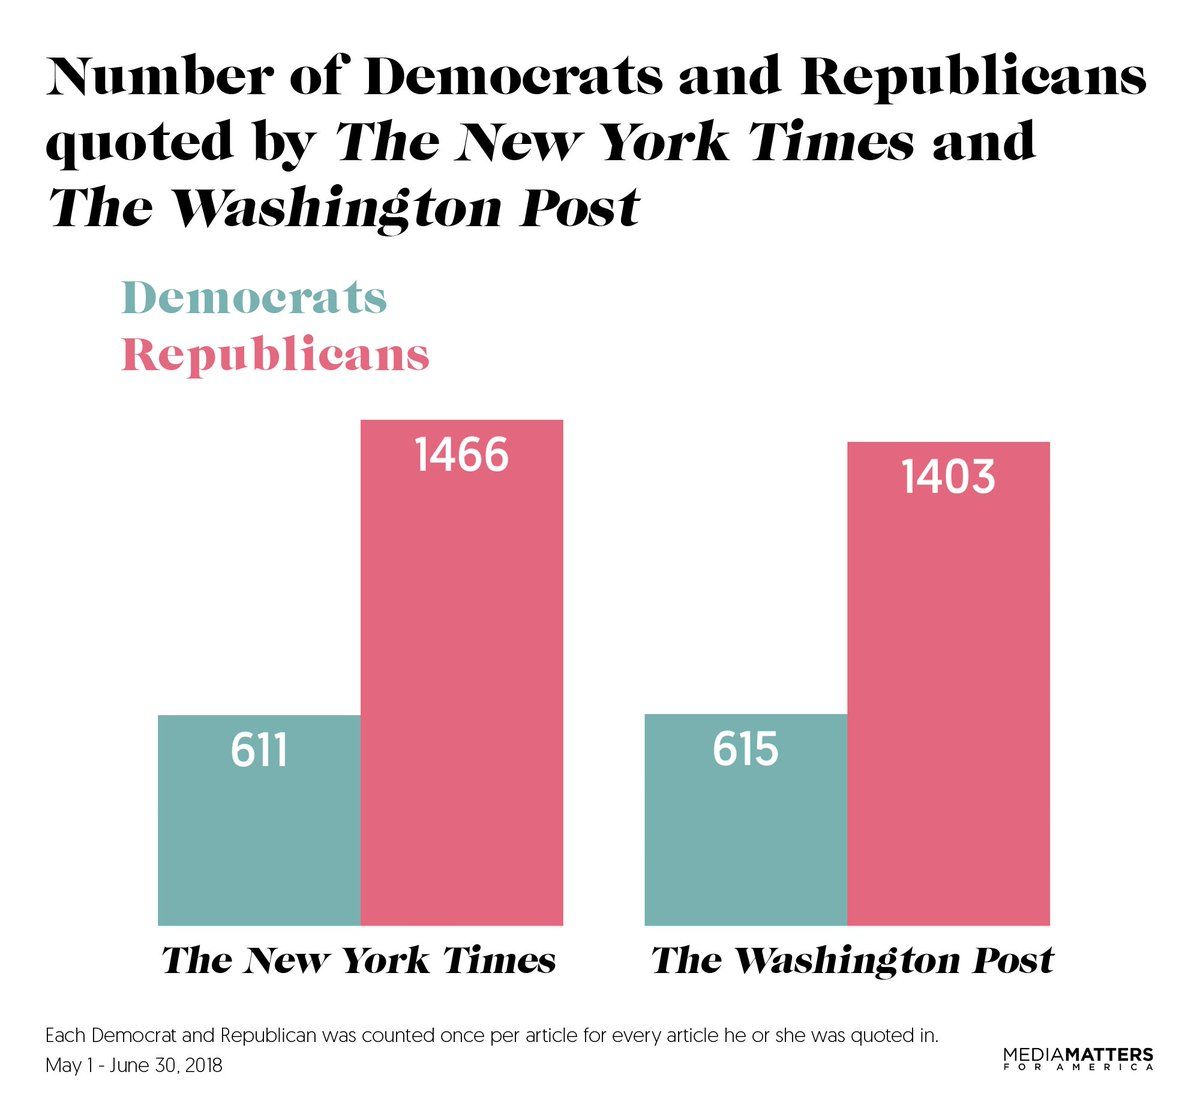 Number of Democrats and Republicans
quoted by The New York Times and
The Washington Post
Democrats
Republicans
1466
1403
611
615
The New York Times
The Washington Post
Each Democrat and Republican was counted once per article for every article he or she was quoted in.
May 1 - June 30, 2018
MEDIAMATTERS
FOR AMERICA